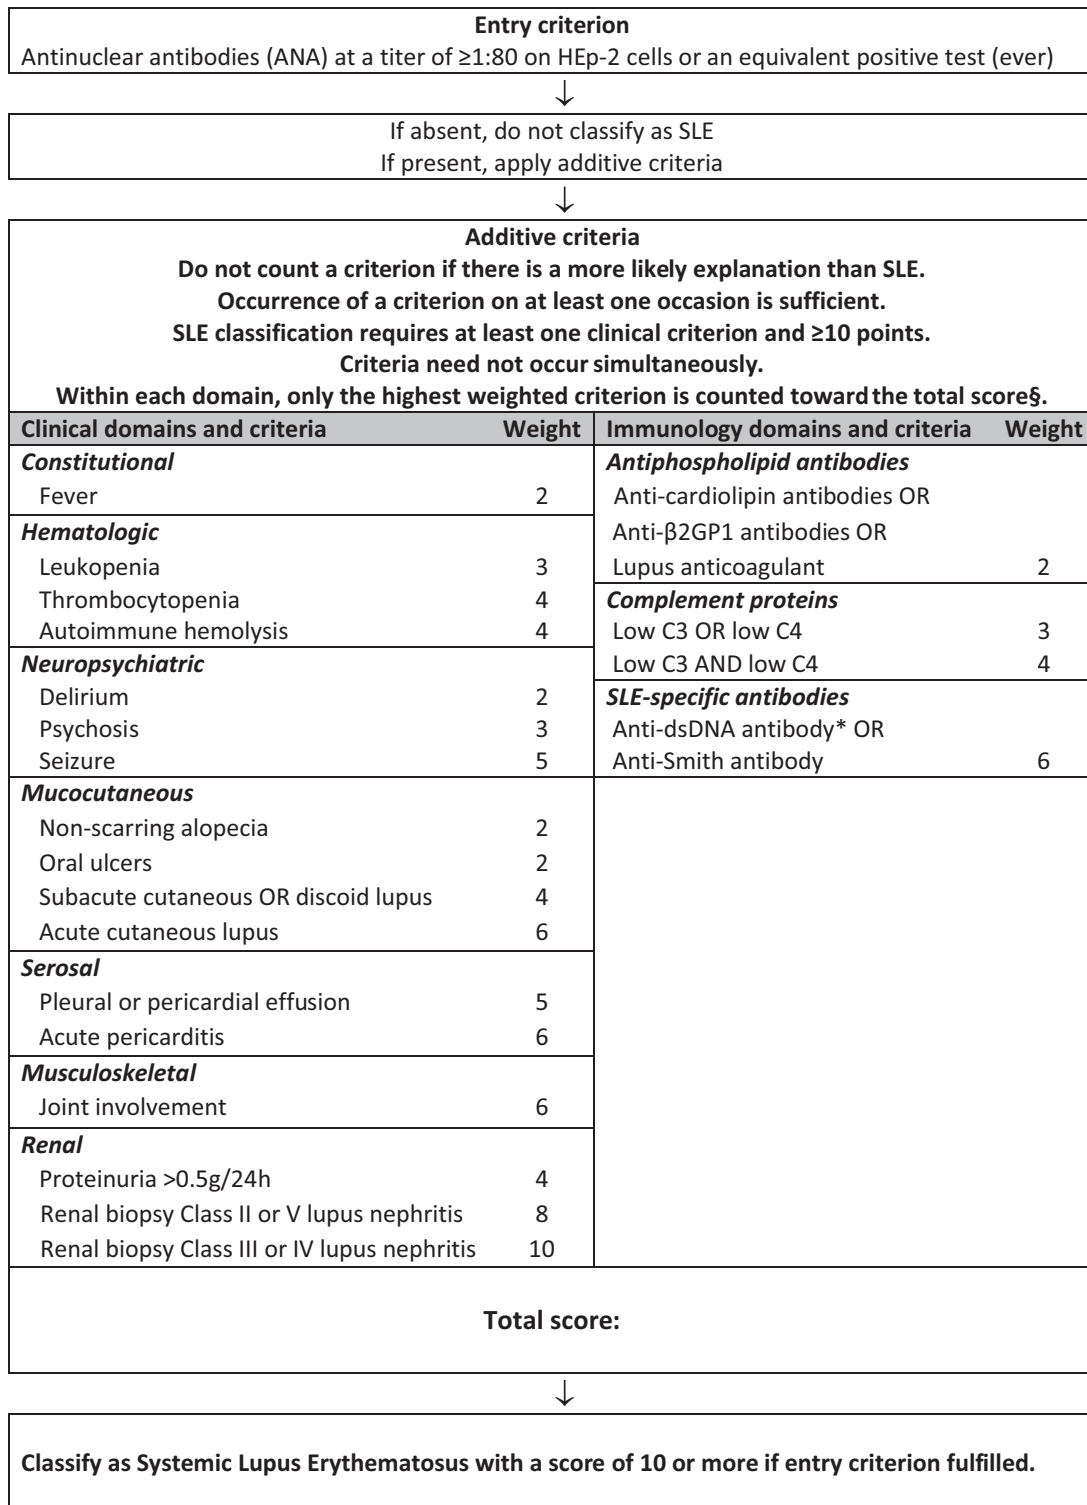 Entry criterion
Antinuclear antibodies (ANA) at a titer of ≥1:80 on HEp-2 cells or an equivalent positive test (ever)
↓
If absent, do not classify as SLE
If present, apply additive criteria
↓
Additive criteria
Do not count a criterion if there is a more likely explanation than SLE.
Occurrence of a criterion on at least one occasion is sufficient.
SLE classification requires at least one clinical criterion and ≥10 points.
Criteria need not occur simultaneously.
Within each domain, only the highest weighted criterion is counted toward the total score§.
Clinical domains and criteria Weight
Constitutional
Fever 2
Hematologic
Leukopenia 3
Thrombocytopenia 4
Autoimmune hemolysis 4
Neuropsychiatric
Delirium 2
Psychosis 3
Seizure 5
Mucocutaneous
Non-scarring alopecia 2
Oral ulcers 2
Subacute cutaneous OR discoid lupus 4
Acute cutaneous lupus 6
Serosal
Pleural or pericardial effusion 5
Acute pericarditis 6
Musculoskeletal
Joint involvement 6
Renal
Proteinuria >0.5g/24h 4
Renal biopsy Class II or V lupus nephritis 8
Renal biopsy Class III or IV lupus nephritis 10
Immunology domains and criteria Weight
Antiphospholipid antibodies
Anti-cardiolipin antibodies OR
Anti-β2GP1 antibodies OR
Lupus anticoagulant 2
Complement proteins
Low C3 OR low C4 3
Low C3 AND low C4 4
SLE-specific antibodies
Anti-dsDNA antibody* OR
Anti-Smith antibody 6
Total score:
↓
Classify as Systemic Lupus Erythematosus with a score of 10 or more if entry criterion fulfilled.